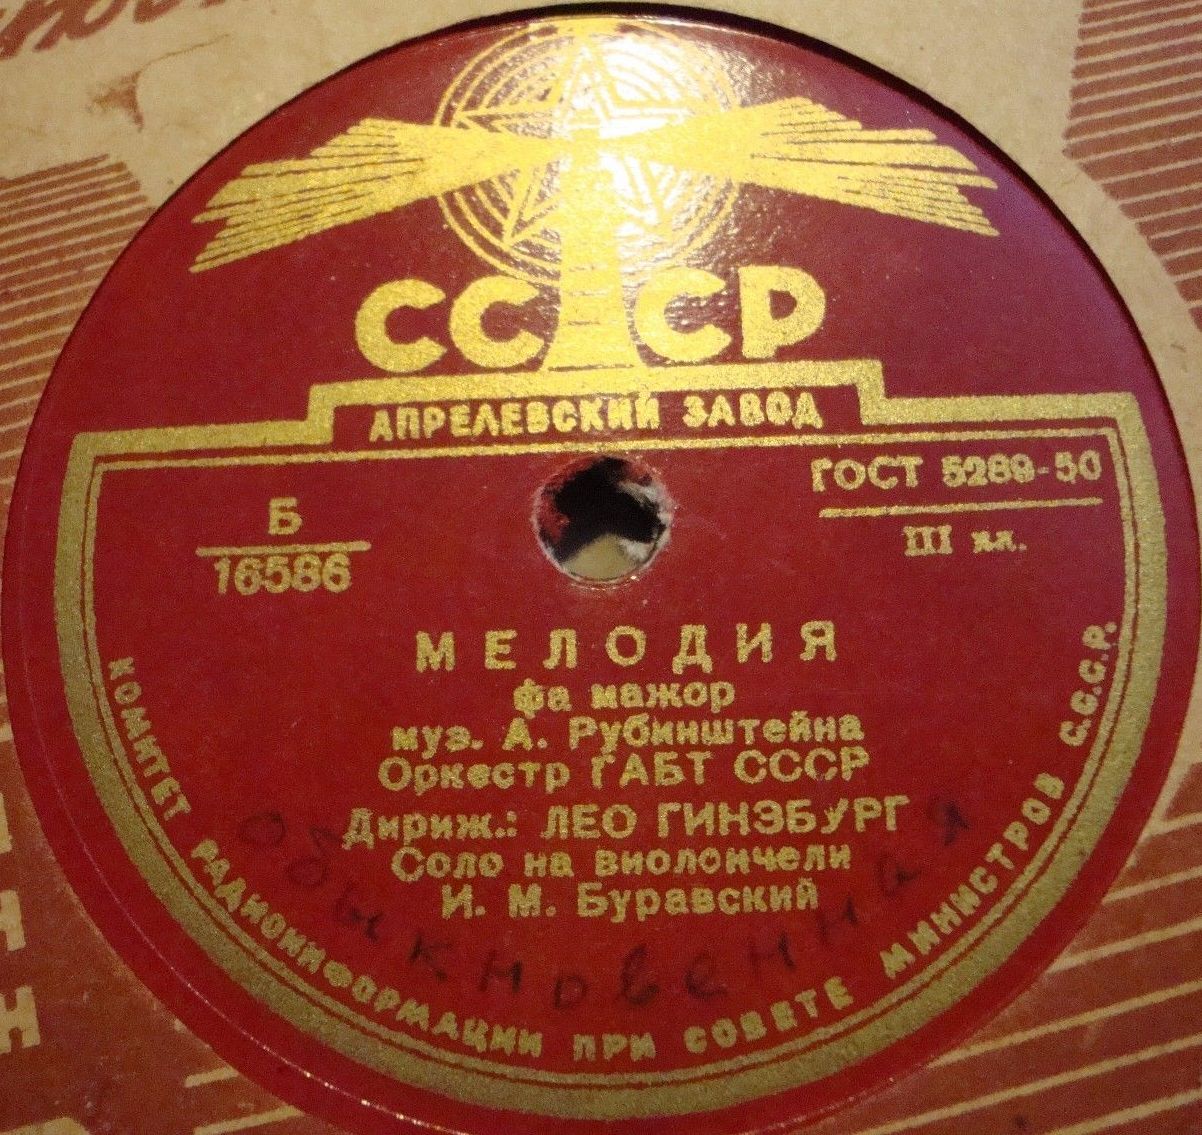 СССР
АПРЕЛЕВСКИЙ ЗАВОД
ГОСТ 5289-50
III кл.
Б
16586
МЕЛОДИЯ
фа мажор
муз. А. Рубинштейна
Оркестр ГАБТ СССР
Дириж.: ЛЕО ГИНЗБУРГ
Соло на виолончели
И. М. Буравский
Обыкновенная
КОМИТЕТ РАДИОИНФОРМАЦИИ ПРИ СОВЕТЕ МИНИСТРОВ С.С.С.Р.